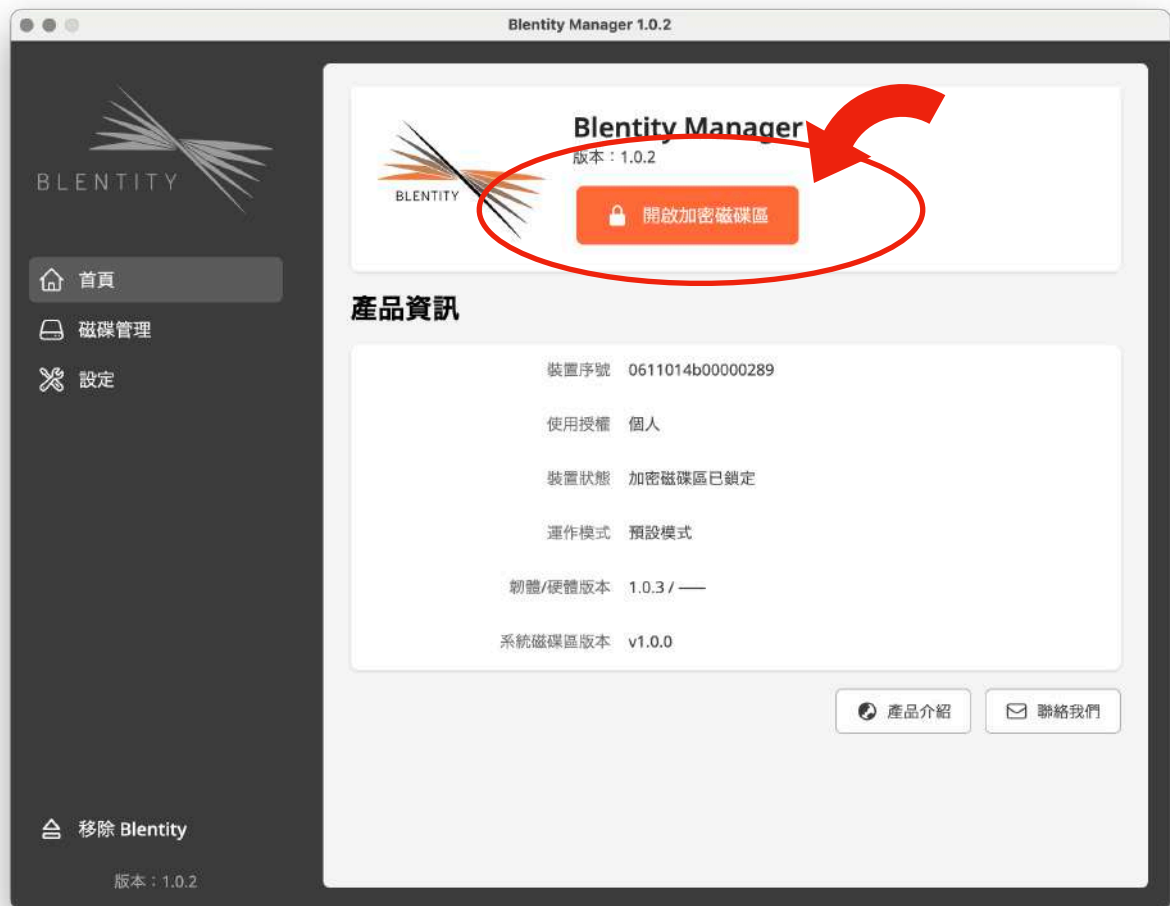 Blentity Manager 1.0.2
BLENTITY
首頁
磁碟管理
設定
移除 Blentity
版本：1.0.2
BLENTITY
Blentity Manager
版本：1.0.2
開啟加密磁碟區
產品資訊
裝置序號 0611014b00000289
使用授權 個人
裝置狀態 加密磁碟區已鎖定
運作模式 預設模式
韌體/硬體版本 1.0.3 / ——
系統磁碟區版本 v1.0.0
產品介紹 聯絡我們